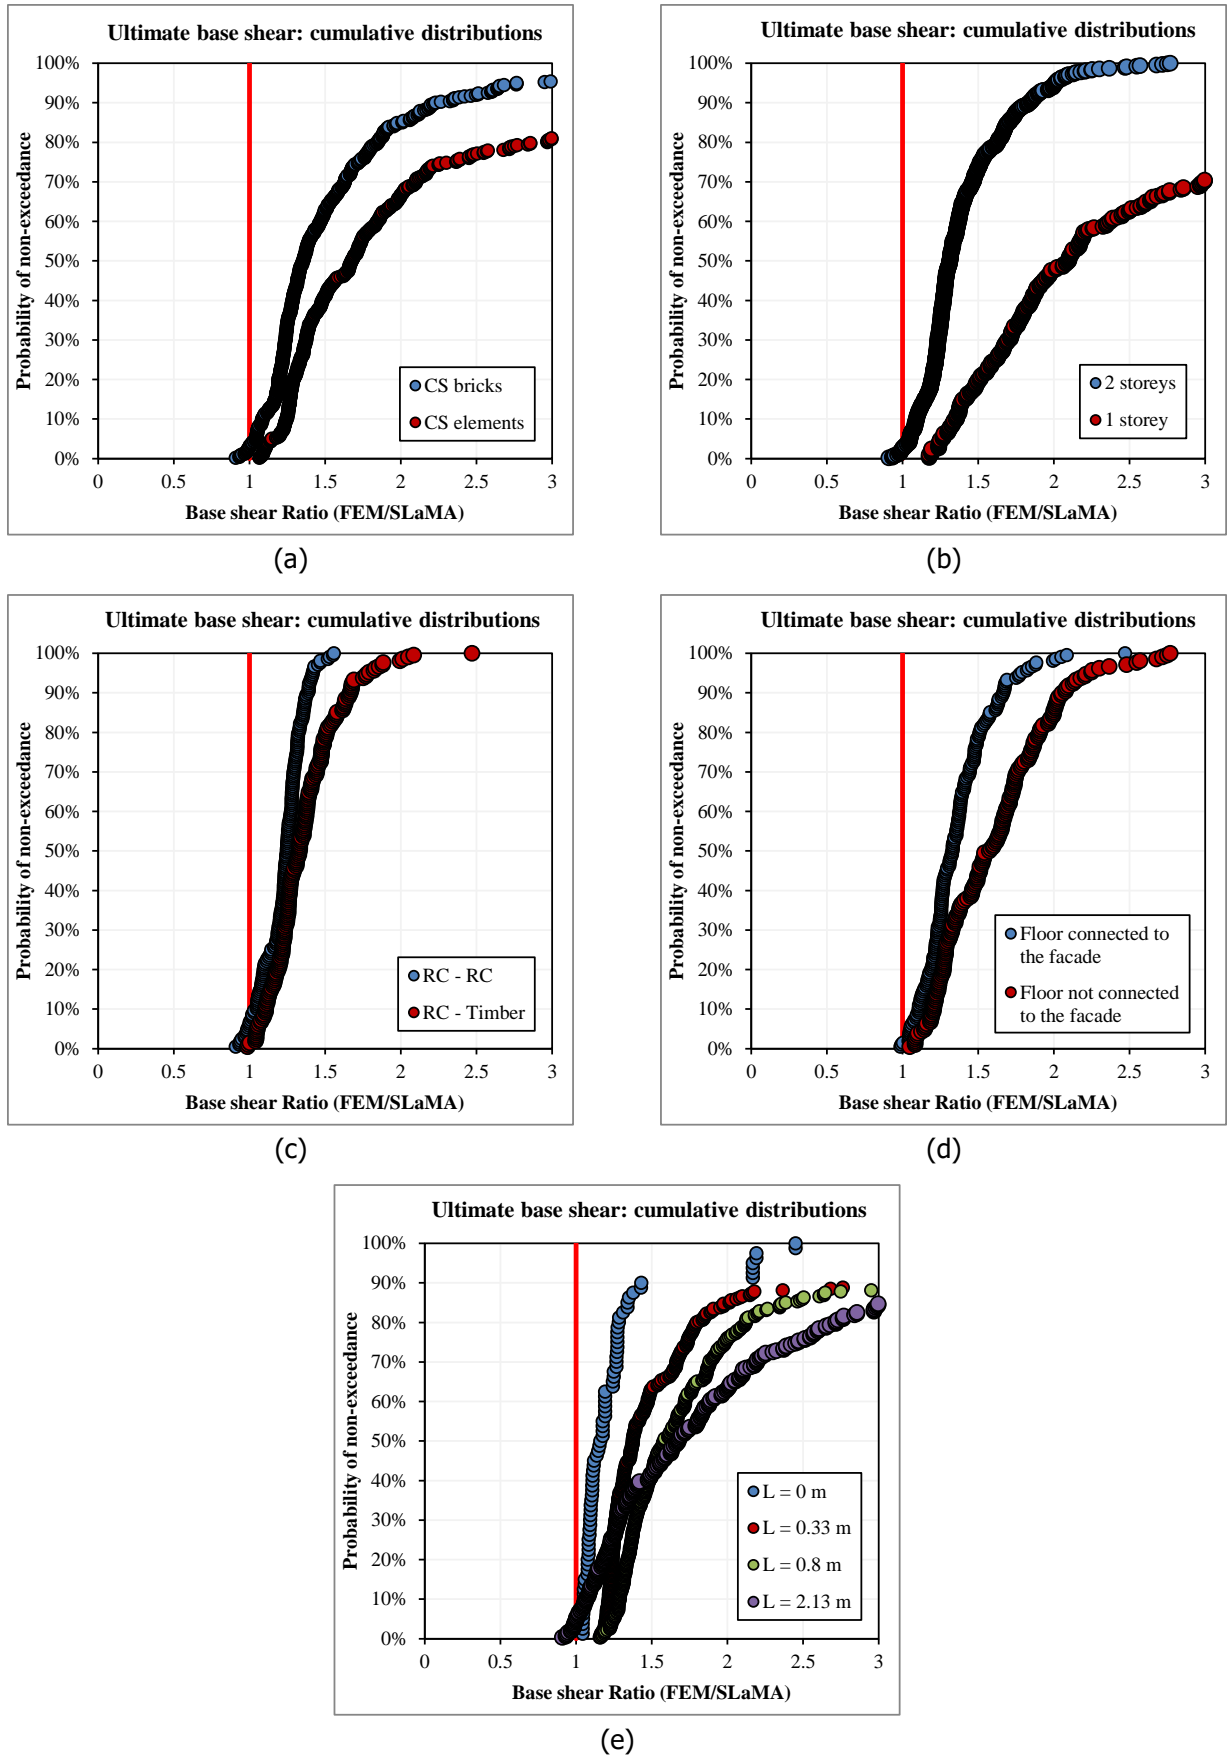 Ultimate base shear: cumulative distributions
Probability of non-exceedance
100%
90%
80%
70%
60%
50%
40%
30%
20%
10%
0%
CS bricks
CS elements
0 0.5 1 1.5 2 2.5 3
Base shear Ratio (FEM/SLaMA)
(a)
Ultimate base shear: cumulative distributions
Probability of non-exceedance
100%
90%
80%
70%
60%
50%
40%
30%
20%
10%
0%
2 storeys
1 storey
0 0.5 1 1.5 2 2.5 3
Base shear Ratio (FEM/SLaMA)
(b)
Ultimate base shear: cumulative distributions
Probability of non-exceedance
100%
90%
80%
70%
60%
50%
40%
30%
20%
10%
0%
RC - RC
RC - Timber
0 0.5 1 1.5 2 2.5 3
Base shear Ratio (FEM/SLaMA)
(c)
Ultimate base shear: cumulative distributions
Probability of non-exceedance
100%
90%
80%
70%
60%
50%
40%
30%
20%
10%
0%
Floor connected to
the facade
Floor not connected
to the facade
0 0.5 1 1.5 2 2.5 3
Base shear Ratio (FEM/SLaMA)
(d)
Ultimate base shear: cumulative distributions
Probability of non-exceedance
100%
90%
80%
70%
60%
50%
40%
30%
20%
10%
0%
L = 0 m
L = 0.33 m
L = 0.8 m
L = 2.13 m
0 0.5 1 1.5 2 2.5 3
Base shear Ratio (FEM/SLaMA)
(e)